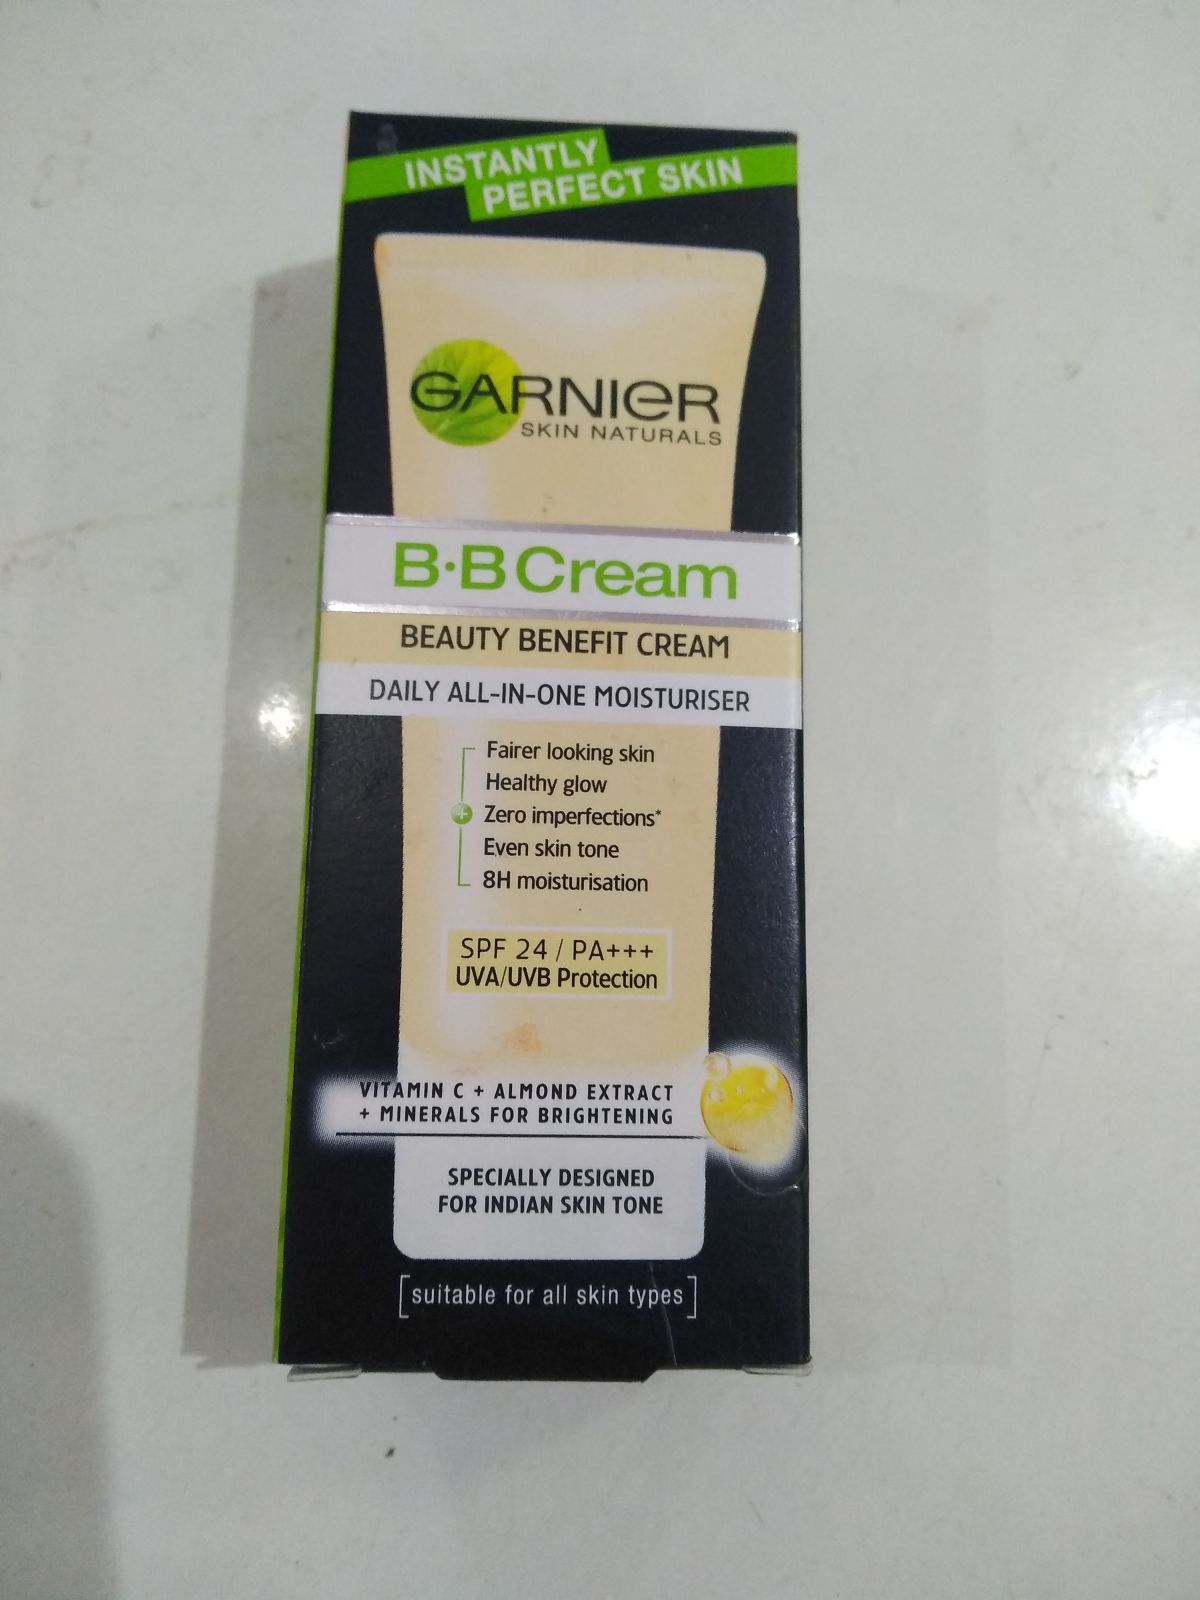 INSTANTLY
PERFECT SKIN
GARNIER
SKIN NATURALS
B·B Cream
BEAUTY BENEFIT CREAM
DAILY ALL-IN-ONE MOISTURISER
Fairer looking skin
Healthy glow
Zero imperfections*
Even skin tone
8H moisturisation
SPF 24 / PA+++
UVA/UVB Protection
VITAMIN C + ALMOND EXTRACT
+ MINERALS FOR BRIGHTENING
SPECIALLY DESIGNED
FOR INDIAN SKIN TONE
[suitable for all skin types]